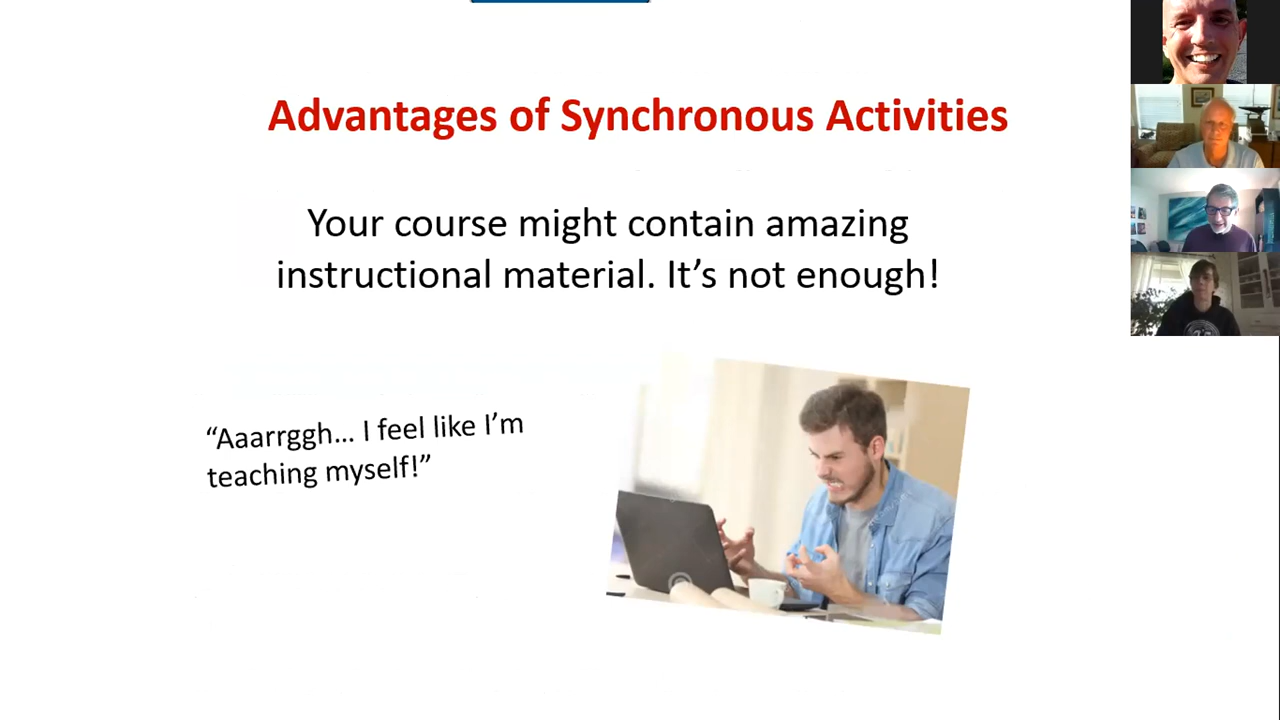 Advantages of Synchronous Activities
Your course might contain amazing
instructional material. It’s not enough!
“Aaarrggh... I feel like I’m
teaching myself!”